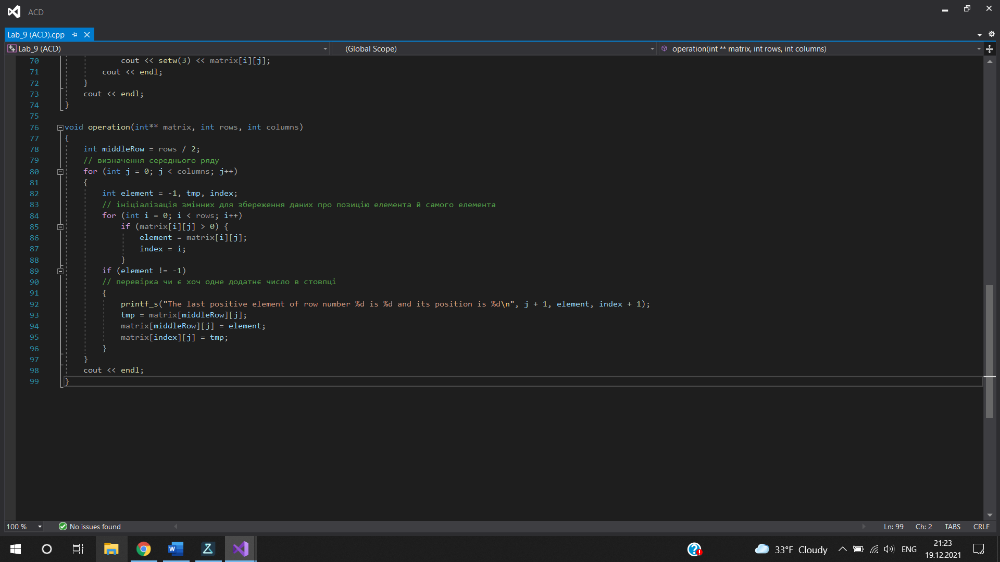 ACD
Lab_9 (ACD).cpp
Lab_9 (ACD) (Global Scope) operation(int ** matrix, int rows, int columns)
70 cout << setw(3) << matrix[i][j];
71 cout << endl;
72 }
73 cout << endl;
74 }
75
76 void operation(int** matrix, int rows, int columns)
77 {
78 int middleRow = rows / 2;
79 // визначення середнього ряду
80 for (int j = 0; j < columns; j++)
81 {
82 int element = -1, tmp, index;
83 // ініціалізація змінних для збереження даних про позицію елемента й самого елемента
84 for (int i = 0; i < rows; i++)
85 if (matrix[i][j] > 0) {
86 element = matrix[i][j];
87 index = i;
88 }
89 if (element != -1)
90 // перевірка чи є хоч одне додатнє число в стовпці
91 {
92 printf_s("The last positive element of row number %d is %d and its position is %d\n", j + 1, element, index + 1);
93 tmp = matrix[middleRow][j];
94 matrix[middleRow][j] = element;
95 matrix[index][j] = tmp;
96 }
97 }
98 cout << endl;
99 }
100 % No issues found Ln: 99 Ch: 2 TABS CRLF
33°F Cloudy ENG 21:23
19.12.2021